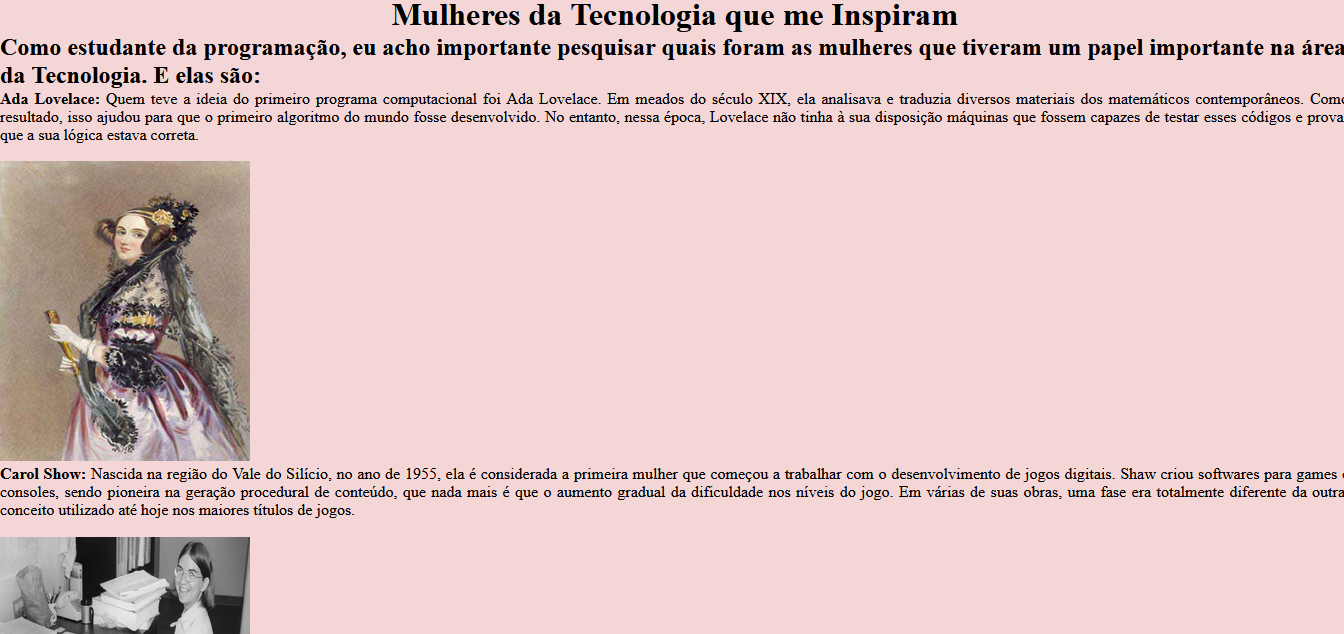 Mulheres da Tecnologia que me Inspiram
Como estudante da programação, eu acho importante pesquisar quais foram as mulheres que tiveram um papel importante na área
da Tecnologia. E elas são:
Ada Lovelace: Quem teve a ideia do primeiro programa computacional foi Ada Lovelace. Em meados do século XIX, ela analisava e traduzia diversos materiais dos matemáticos contemporâneos. Como
resultado, isso ajudou para que o primeiro algoritmo do mundo fosse desenvolvido. No entanto, nessa época, Lovelace não tinha à sua disposição máquinas que fossem capazes de testar esses códigos e prova
que a sua lógica estava correta.
Carol Show: Nascida na região do Vale do Silício, no ano de 1955, ela é considerada a primeira mulher que começou a trabalhar com o desenvolvimento de jogos digitais. Shaw criou softwares para games
consoles, sendo pioneira na geração procedural de conteúdo, que nada mais é que o aumento gradual da dificuldade nos níveis do jogo. Em várias de suas obras, uma fase era totalmente diferente da outra
conceito utilizado até hoje nos maiores títulos de jogos.